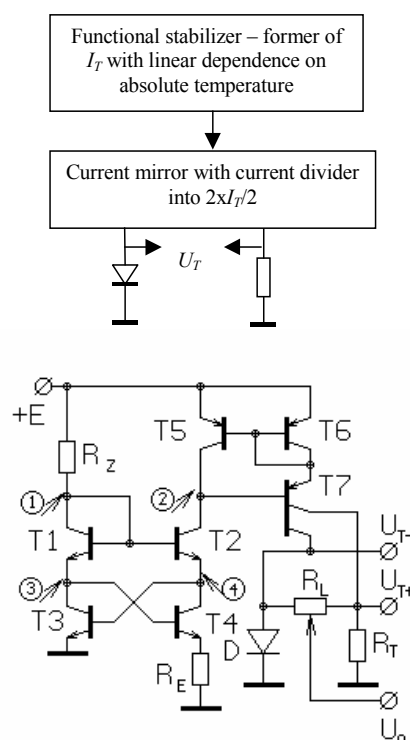 Functional stabilizer – former of
I_T with linear dependence on
absolute temperature
Current mirror with current divider
into 2xI_T/2
U_T
+E
R_Z
T5
T6
1
2
T7
T1
T2
U_T-
3
4
R_L
U_T+
T3
T4
D
R_E
R_T
U_o